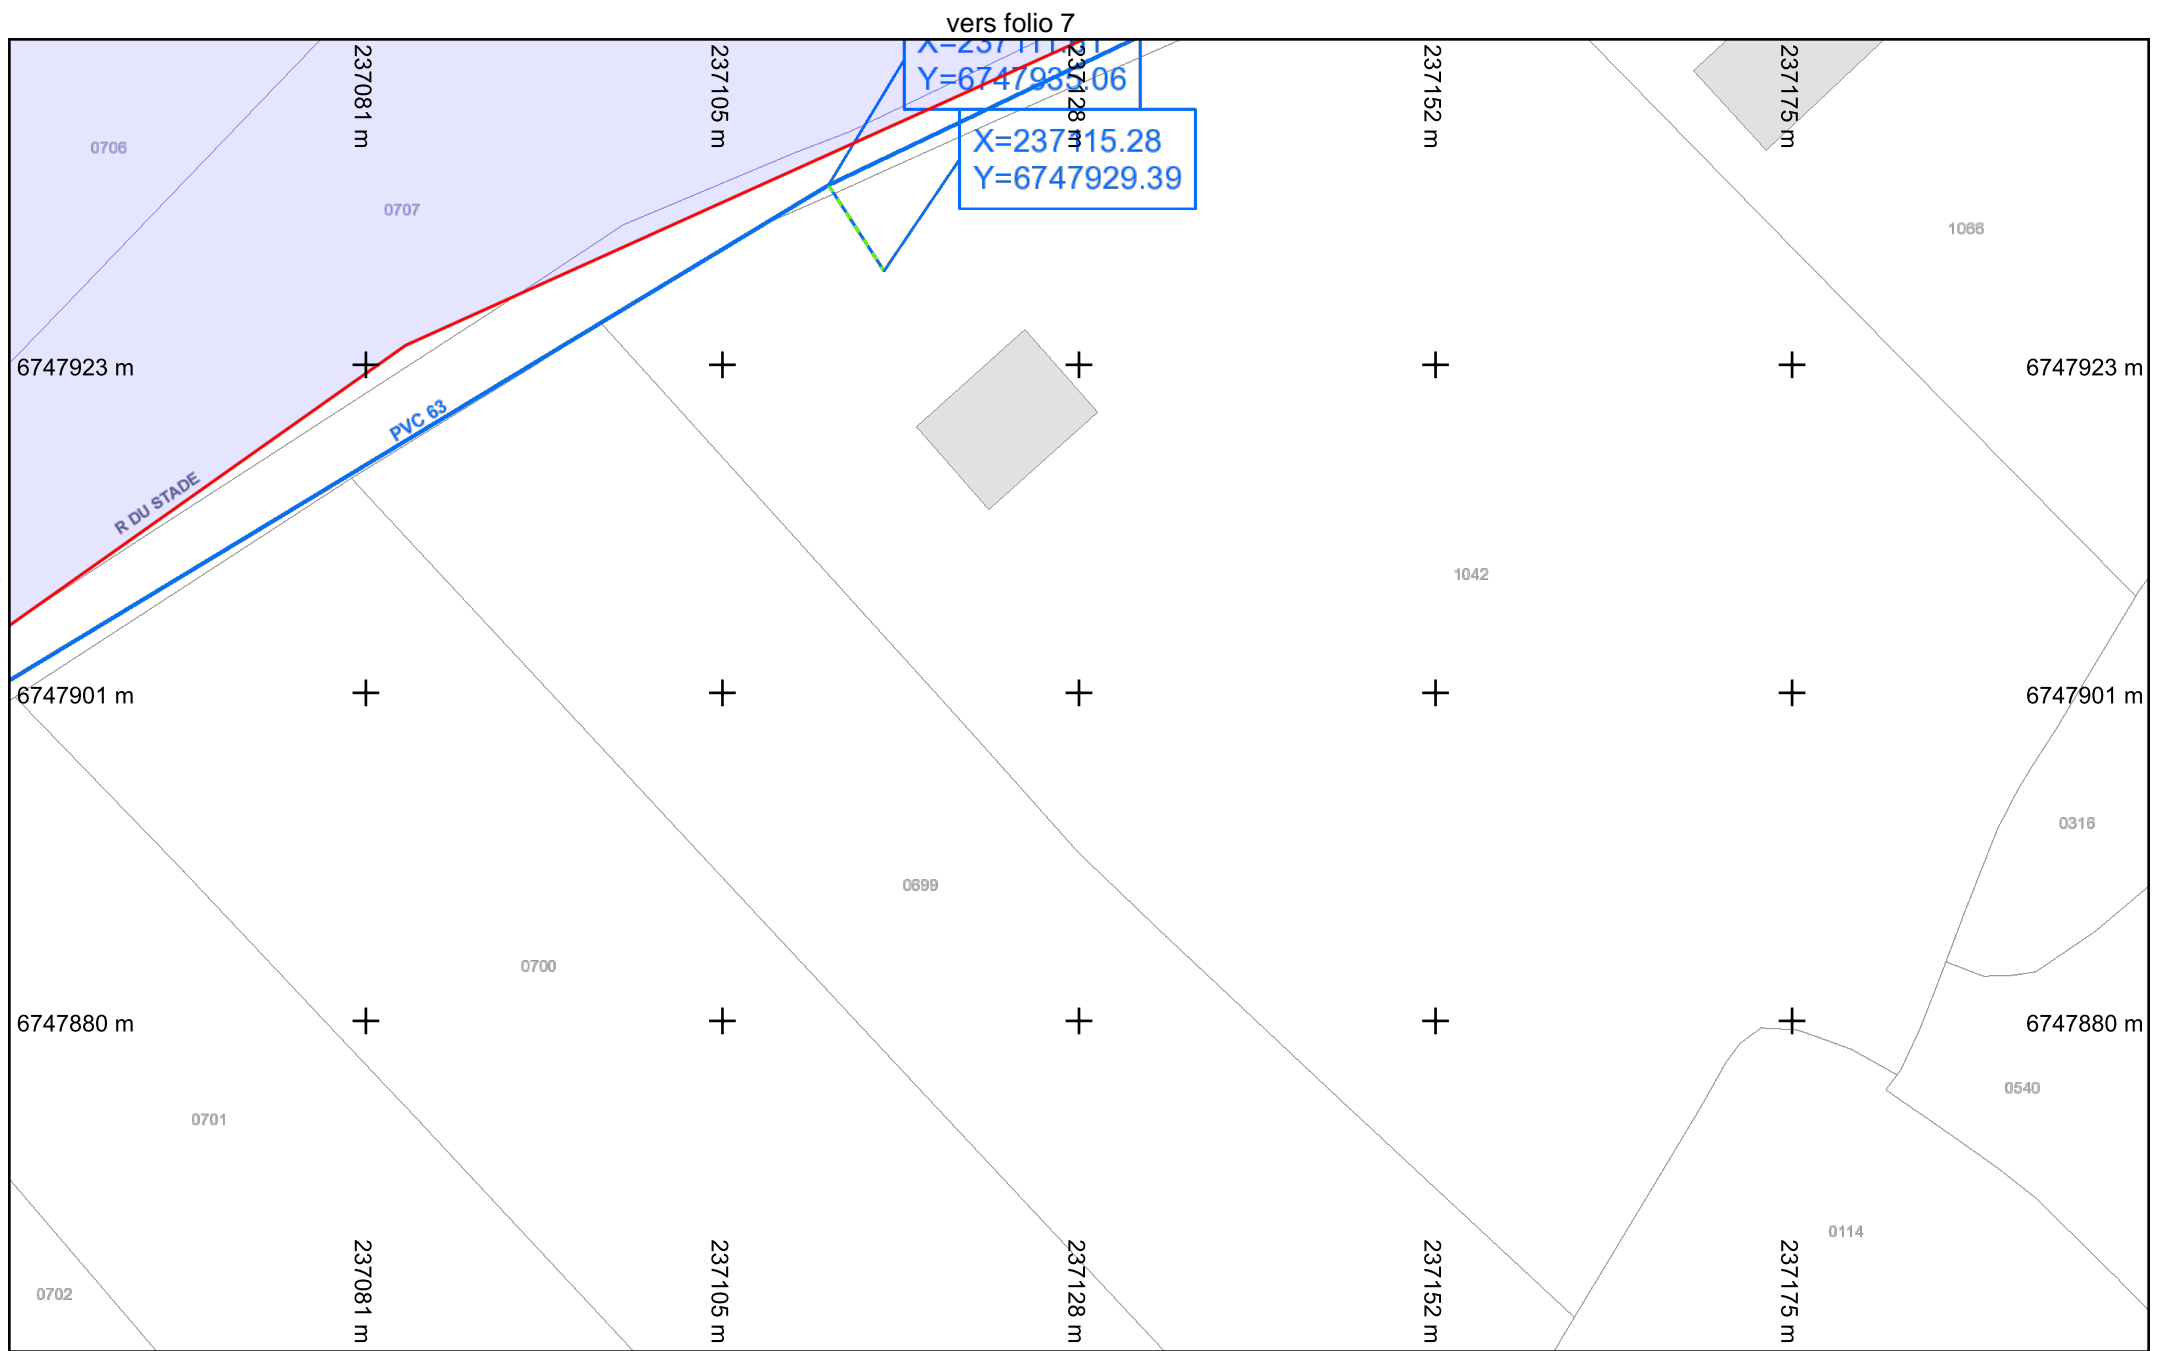 vers folio 7
237081 m
237105 m
237128 m
237152 m
237175 m
Y=6747935.06
X=237115.28
Y=6747929.39
0706
0707
1066
6747923 m
6747923 m
PVC 63
R DU STADE
1042
6747901 m
6747901 m
0316
0699
0700
6747880 m
6747880 m
0540
0701
0114
0702
237081 m
237105 m
237128 m
237152 m
237175 m